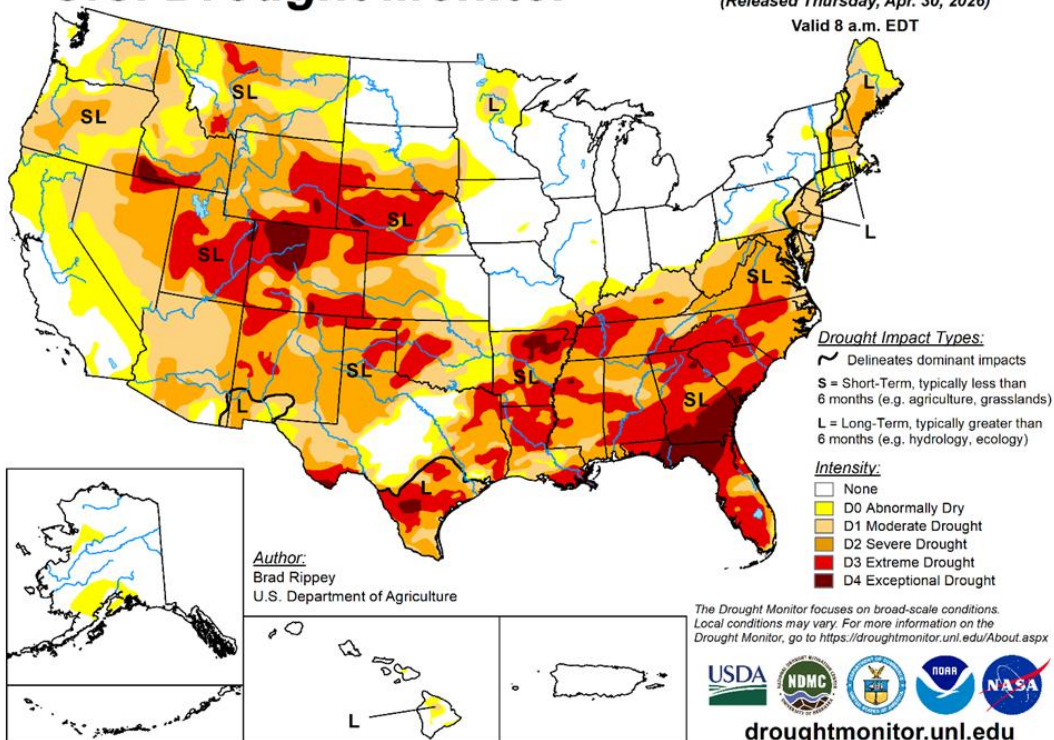 U.S. Drought Monitor
(Released Thursday, Apr. 30, 2026)
Valid 8 a.m. EDT
SL
SL
L
L
SL
SL
SL
L
SL
SL
SL
L
L
Drought Impact Types:
Delineates dominant impacts
S = Short-Term, typically less than
6 months (e.g. agriculture, grasslands)
L = Long-Term, typically greater than
6 months (e.g. hydrology, ecology)
Intensity:
None
D0 Abnormally Dry
D1 Moderate Drought
D2 Severe Drought
D3 Extreme Drought
D4 Exceptional Drought
Author:
Brad Rippey
U.S. Department of Agriculture
L
The Drought Monitor focuses on broad-scale conditions.
Local conditions may vary. For more information on the
Drought Monitor, go to https://droughtmonitor.unl.edu/About.aspx
USDA
NDMC
NOAA
NASA
droughtmonitor.unl.edu